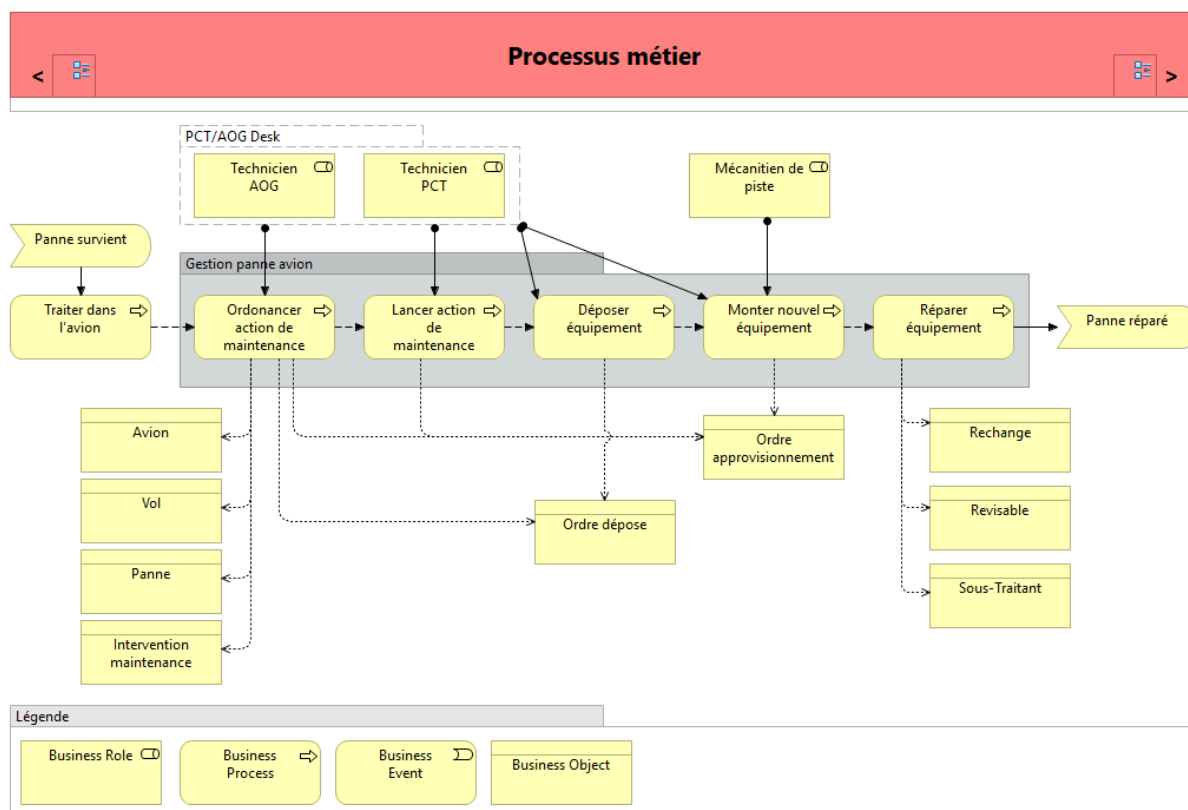 Processus métier
<
>
PCT/AOG Desk
Technicien
AOG
Technicien
PCT
Mécanitien de
piste
Panne survient
Gestion panne avion
Traiter dans
l'avion
Ordonancer
action de
maintenance
Lancer action
de
maintenance
Déposer
équipement
Monter nouvel
équipement
Réparer
équipement
Panne réparé
Avion
Vol
Panne
Intervention
maintenance
Ordre
approvisionnement
Ordre dépose
Rechange
Revisable
Sous-Traitant
Légende
Business Role
Business
Process
Business
Event
Business Object